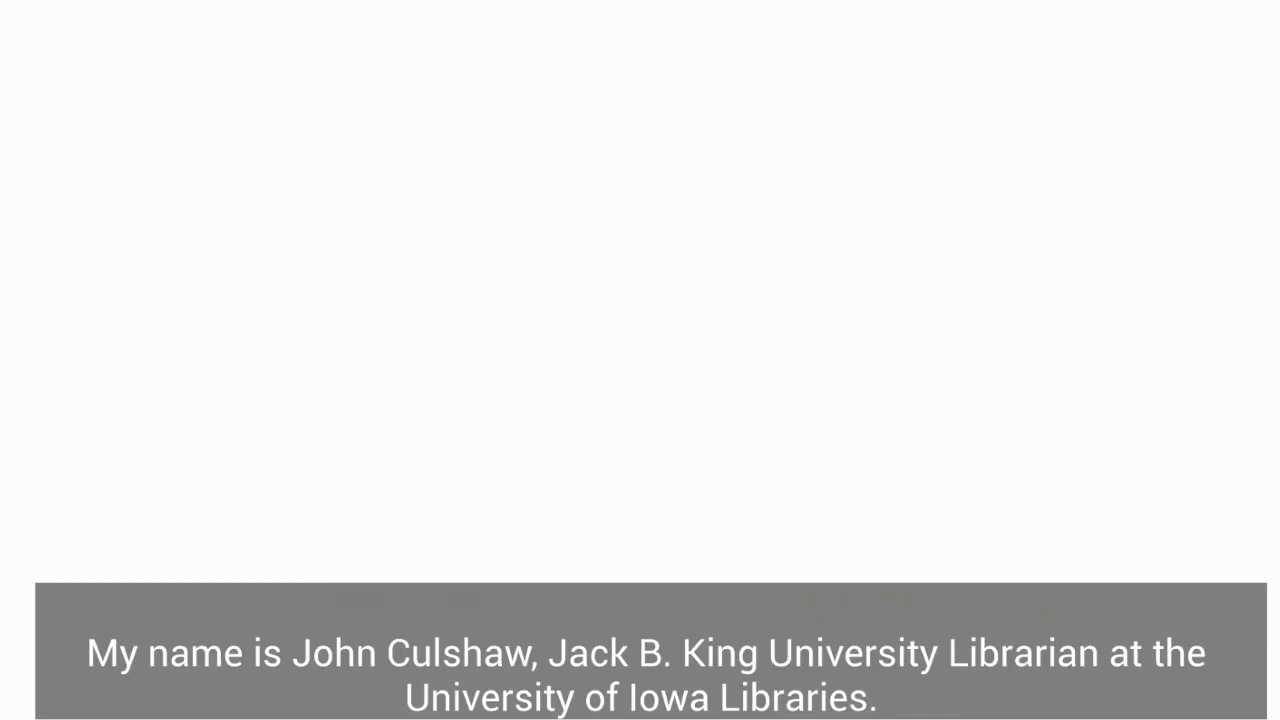 My name is John Culshaw, Jack B. King University Librarian at the
University of Iowa Libraries.